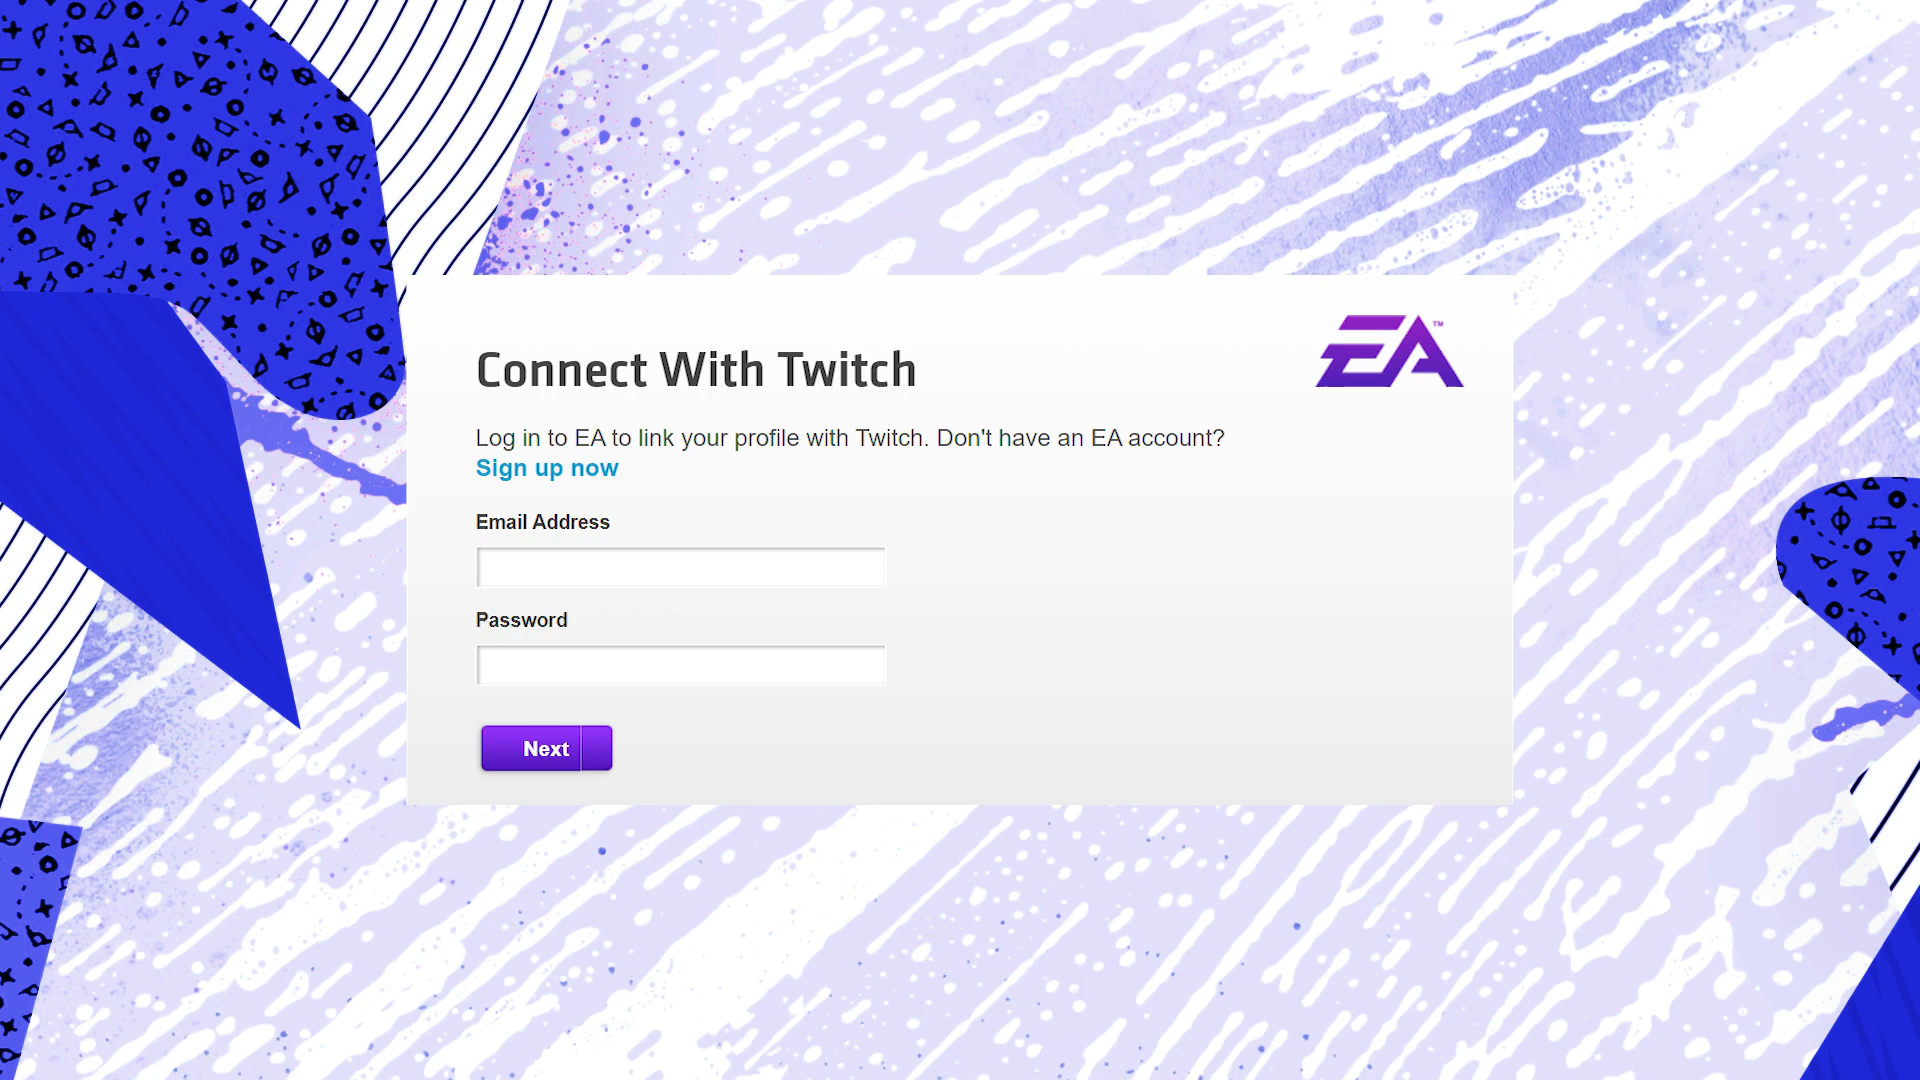 EA™
Connect With Twitch
Log in to EA to link your profile with Twitch. Don't have an EA account?
Sign up now
Email Address
Password
Next